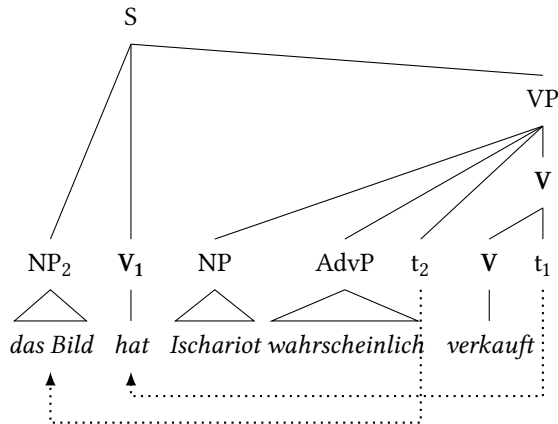 S
VP
V
NP₂ V₁ NP AdvP t₂ V t₁
das Bild hat Ischariot wahrscheinlich verkauft